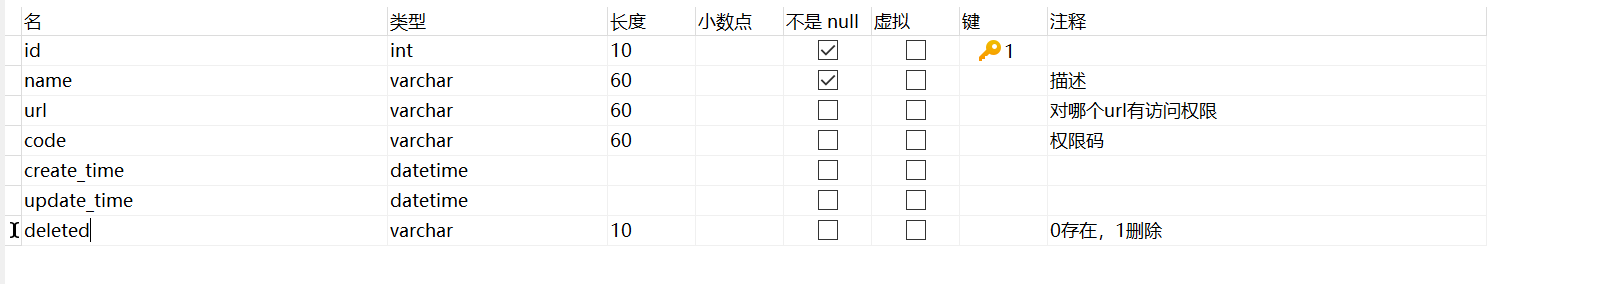 名 类型 长度 小数点 不是 null 虚拟 键 注释
id int 10 1
name varchar 60 描述
url varchar 60 对哪个url有访问权限
code varchar 60 权限码
create_time datetime
update_time datetime
deleted varchar 10 0存在，1删除